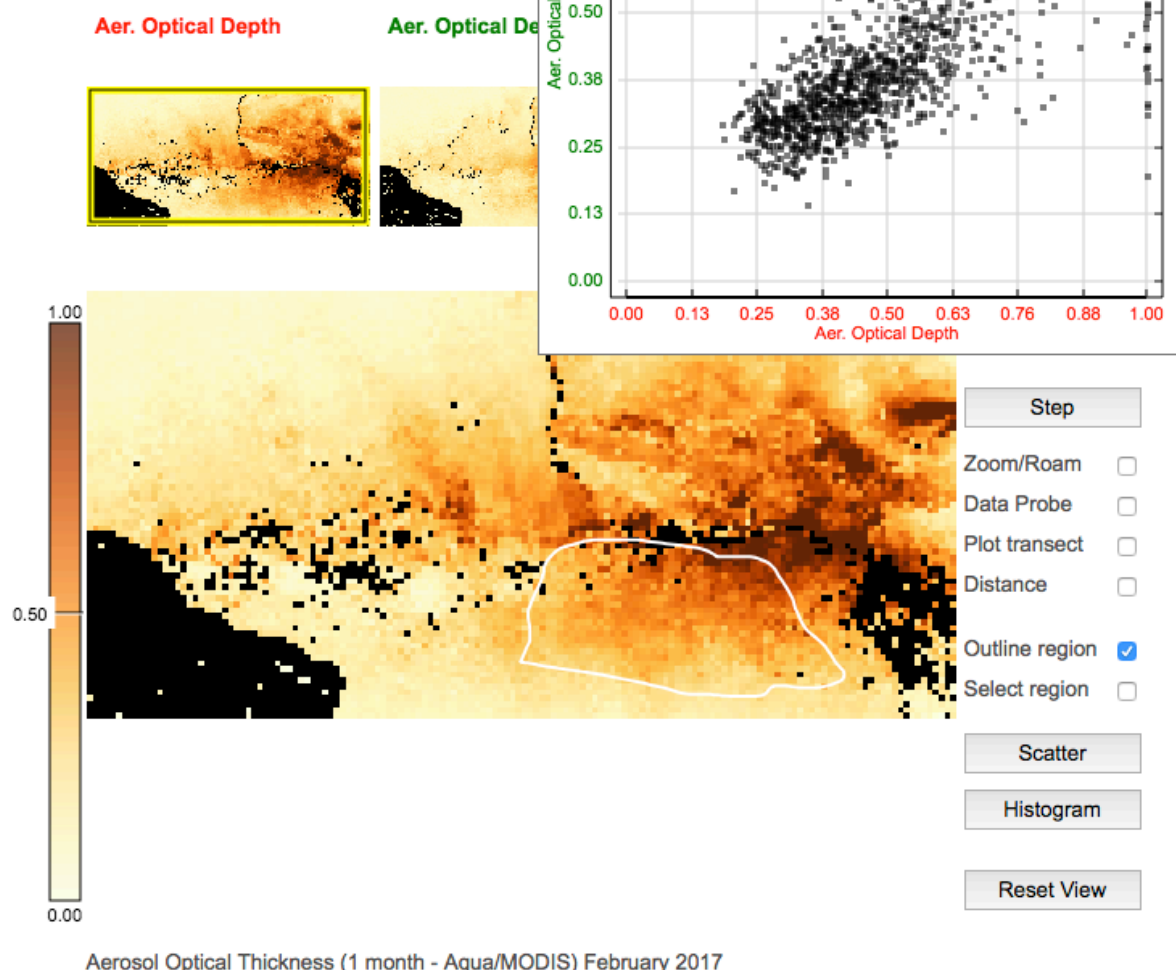 Aer. Optical Depth
Aer. Optical De
Aer. Optical
0.50
0.38
0.25
0.13
0.00
0.00 0.13 0.25 0.38 0.50 0.63 0.76 0.88 1.00
Aer. Optical Depth
1.00
0.50
0.00
Step
Zoom/Roam
Data Probe
Plot transect
Distance
Outline region
Select region
Scatter
Histogram
Reset View
Aerosol Optical Thickness (1 month - Aqua/MODIS) February 2017